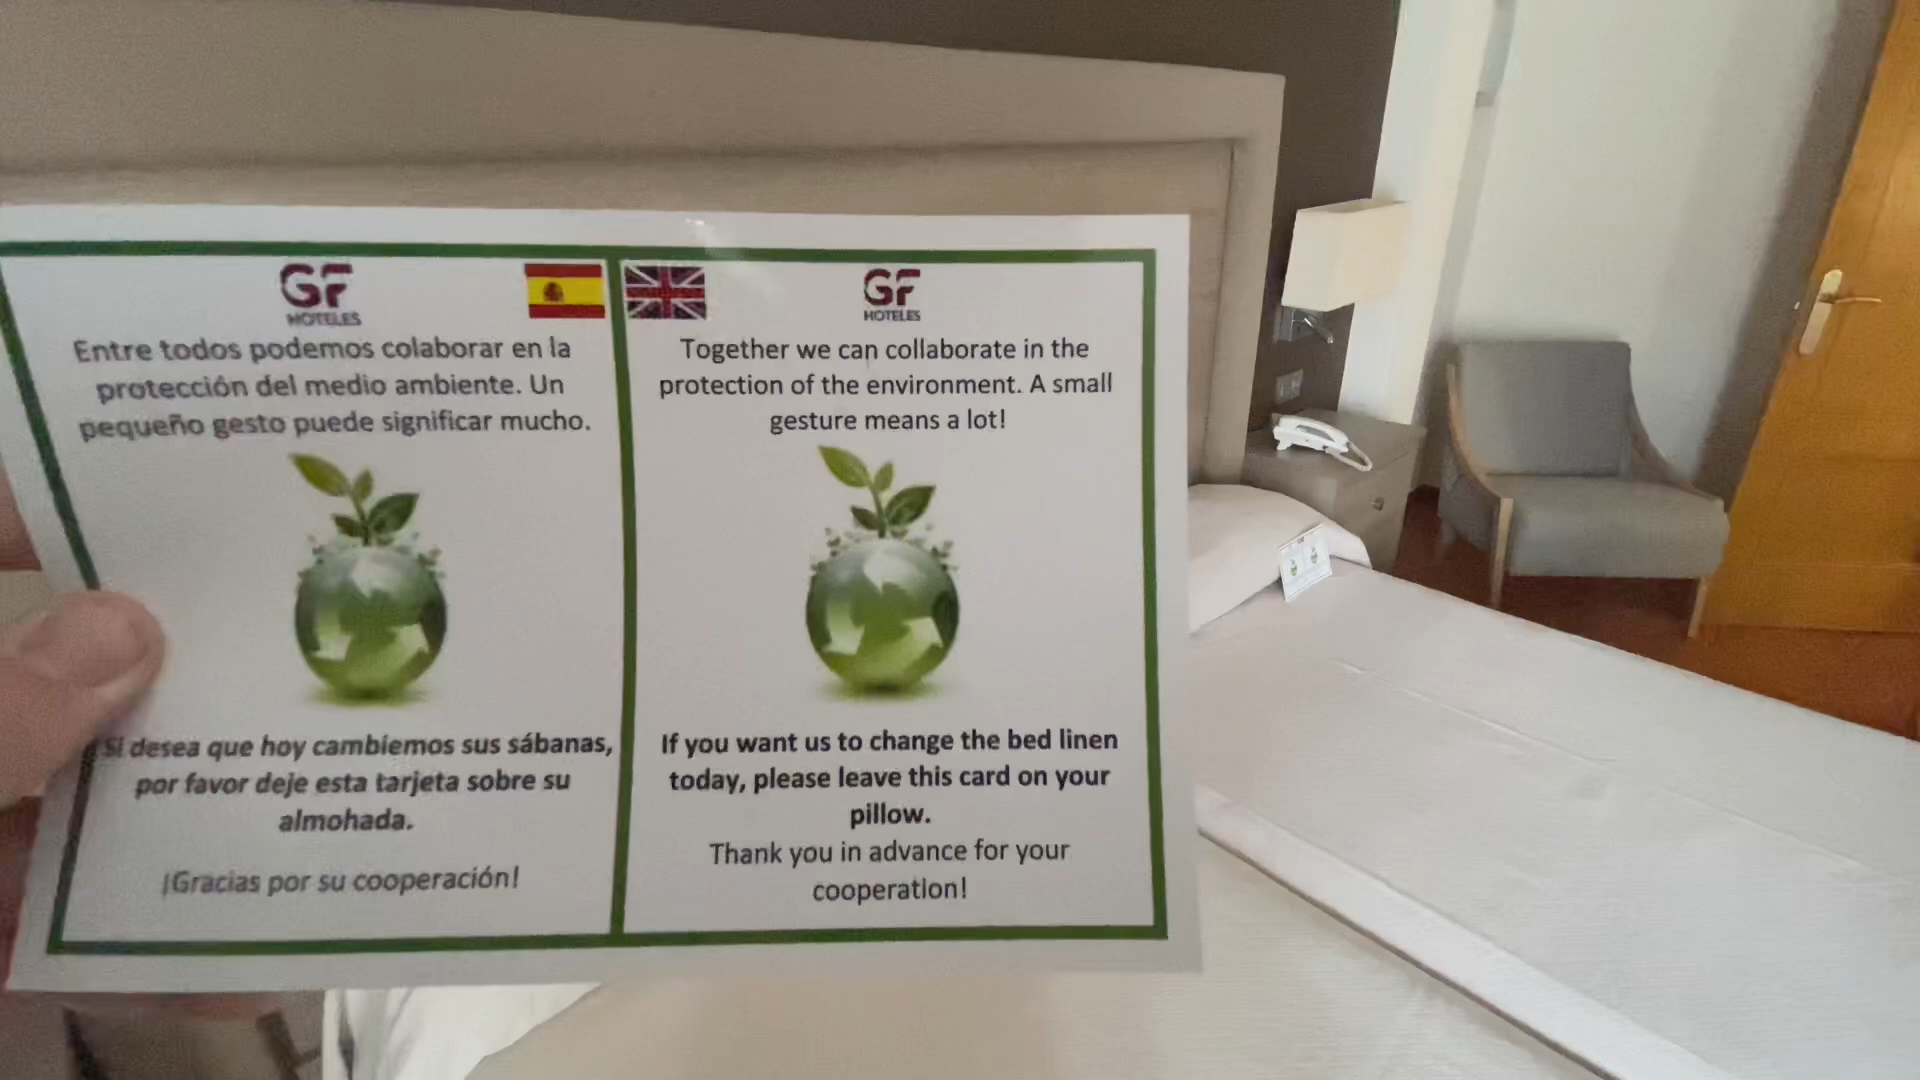 GF
HOTELES
Entre todos podemos colaborar en la
protección del medio ambiente. Un
pequeño gesto puede significar mucho.
Si desea que hoy cambiemos sus sábanas,
por favor deje esta tarjeta sobre su
almohada.
¡Gracias por su cooperación!
GF
HOTELES
Together we can collaborate in the
protection of the environment. A small
gesture means a lot!
If you want us to change the bed linen
today, please leave this card on your
pillow.
Thank you in advance for your
cooperation!